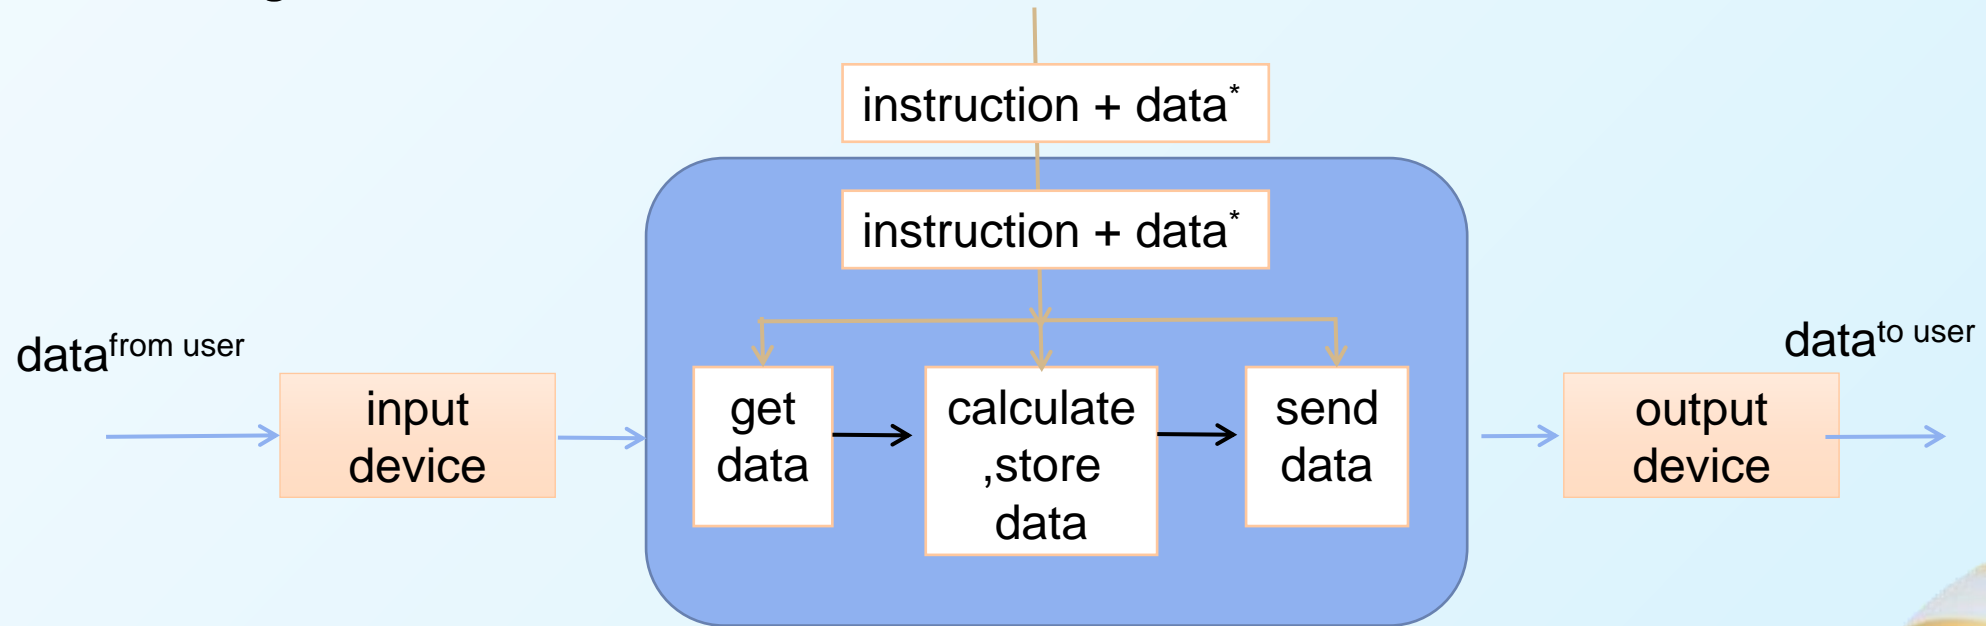 instruction + data*
instruction + data*
data from user
data to user
input
device
get
data
calculate
,store
data
send
data
output
device